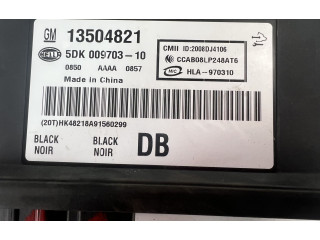 GM 13504821
HELLA 5DK 009703-10
0850 AAAA 0857
Made in China
CMII ID:2008DJ4106
CCAB08LP248AT6
HLA-970310
(20T)HK48218A91560299
BLACK BLACK
NOIR NOIR
DB